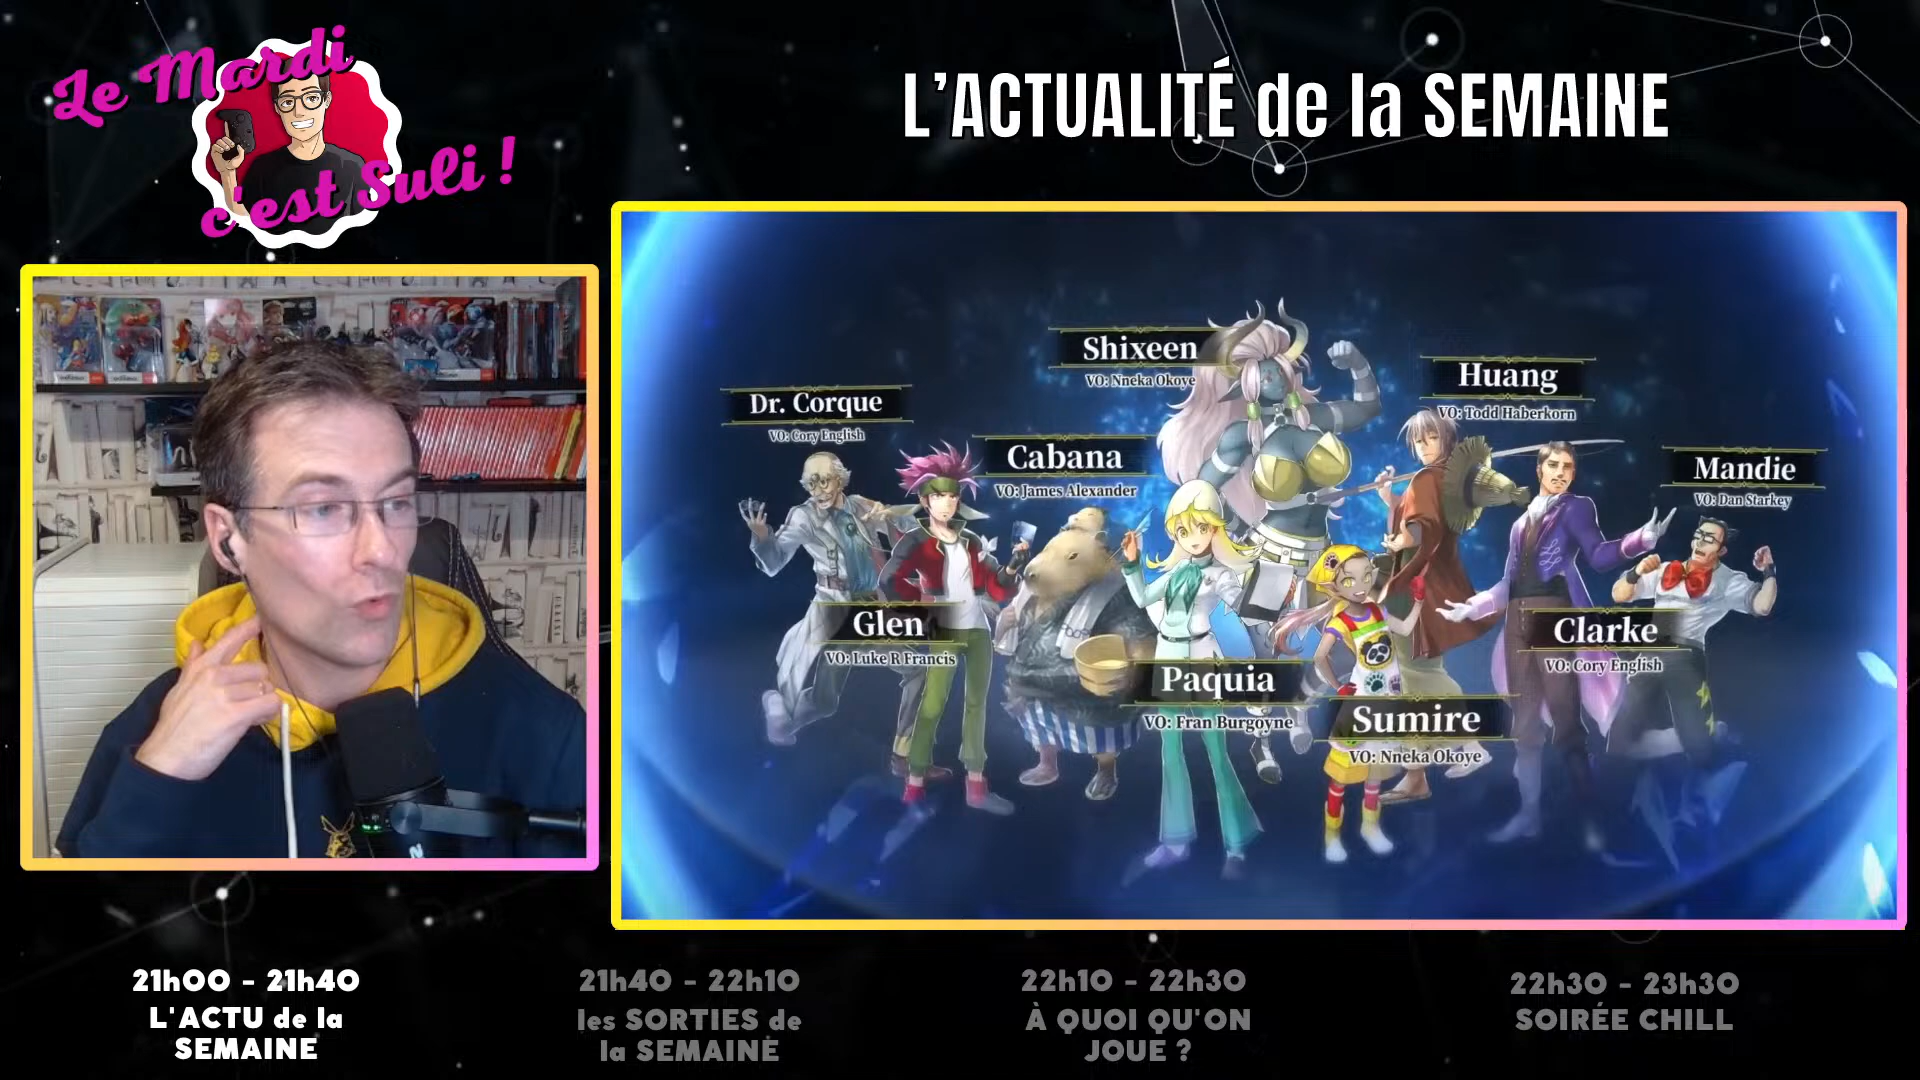 Le Mardi
c'est Suli !
L'ACTUALITÉ de la SEMAINE
Shixeen
VO: Nneka Okoye
Huang
VO: Todd Haberkorn
Dr. Corque
VO: Cory English
Cabana
VO: James Alexander
Mandie
VO: Dan Starkey
Glen
VO: Luke R Francis
Clarke
VO: Cory English
Paquia
VO: Fran Burgoyne
Sumire
VO: Nneka Okoye
21h00 - 21h40
L'ACTU de la
SEMAINE
21h40 - 22h10
les SORTIES de
la SEMAINE
22h10 - 22h30
À QUOI QU'ON
JOUE ?
22h30 - 23h30
SOIRÉE CHILL